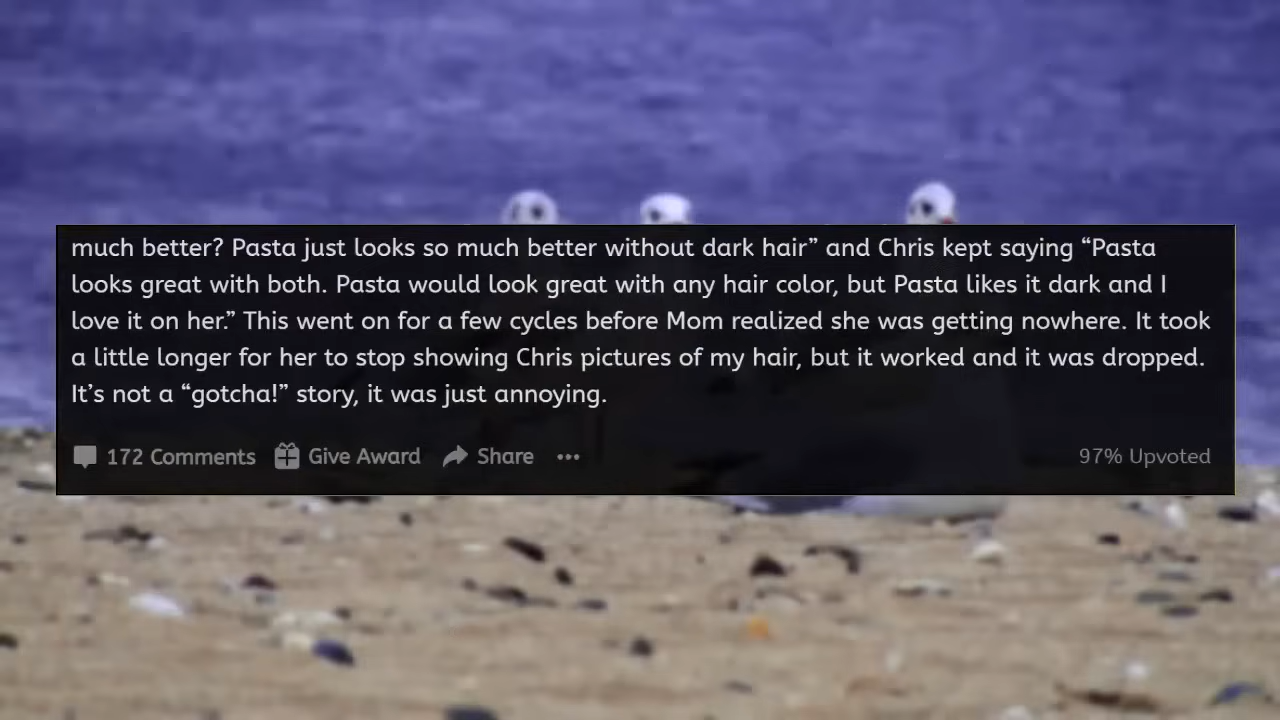 much better? Pasta just looks so much better without dark hair” and Chris kept saying “Pasta
looks great with both. Pasta would look great with any hair color, but Pasta likes it dark and I
love it on her.” This went on for a few cycles before Mom realized she was getting nowhere. It took
a little longer for her to stop showing Chris pictures of my hair, but it worked and it was dropped.
It’s not a “gotcha!” story, it was just annoying.
172 Comments Give Award Share ••• 97% Upvoted